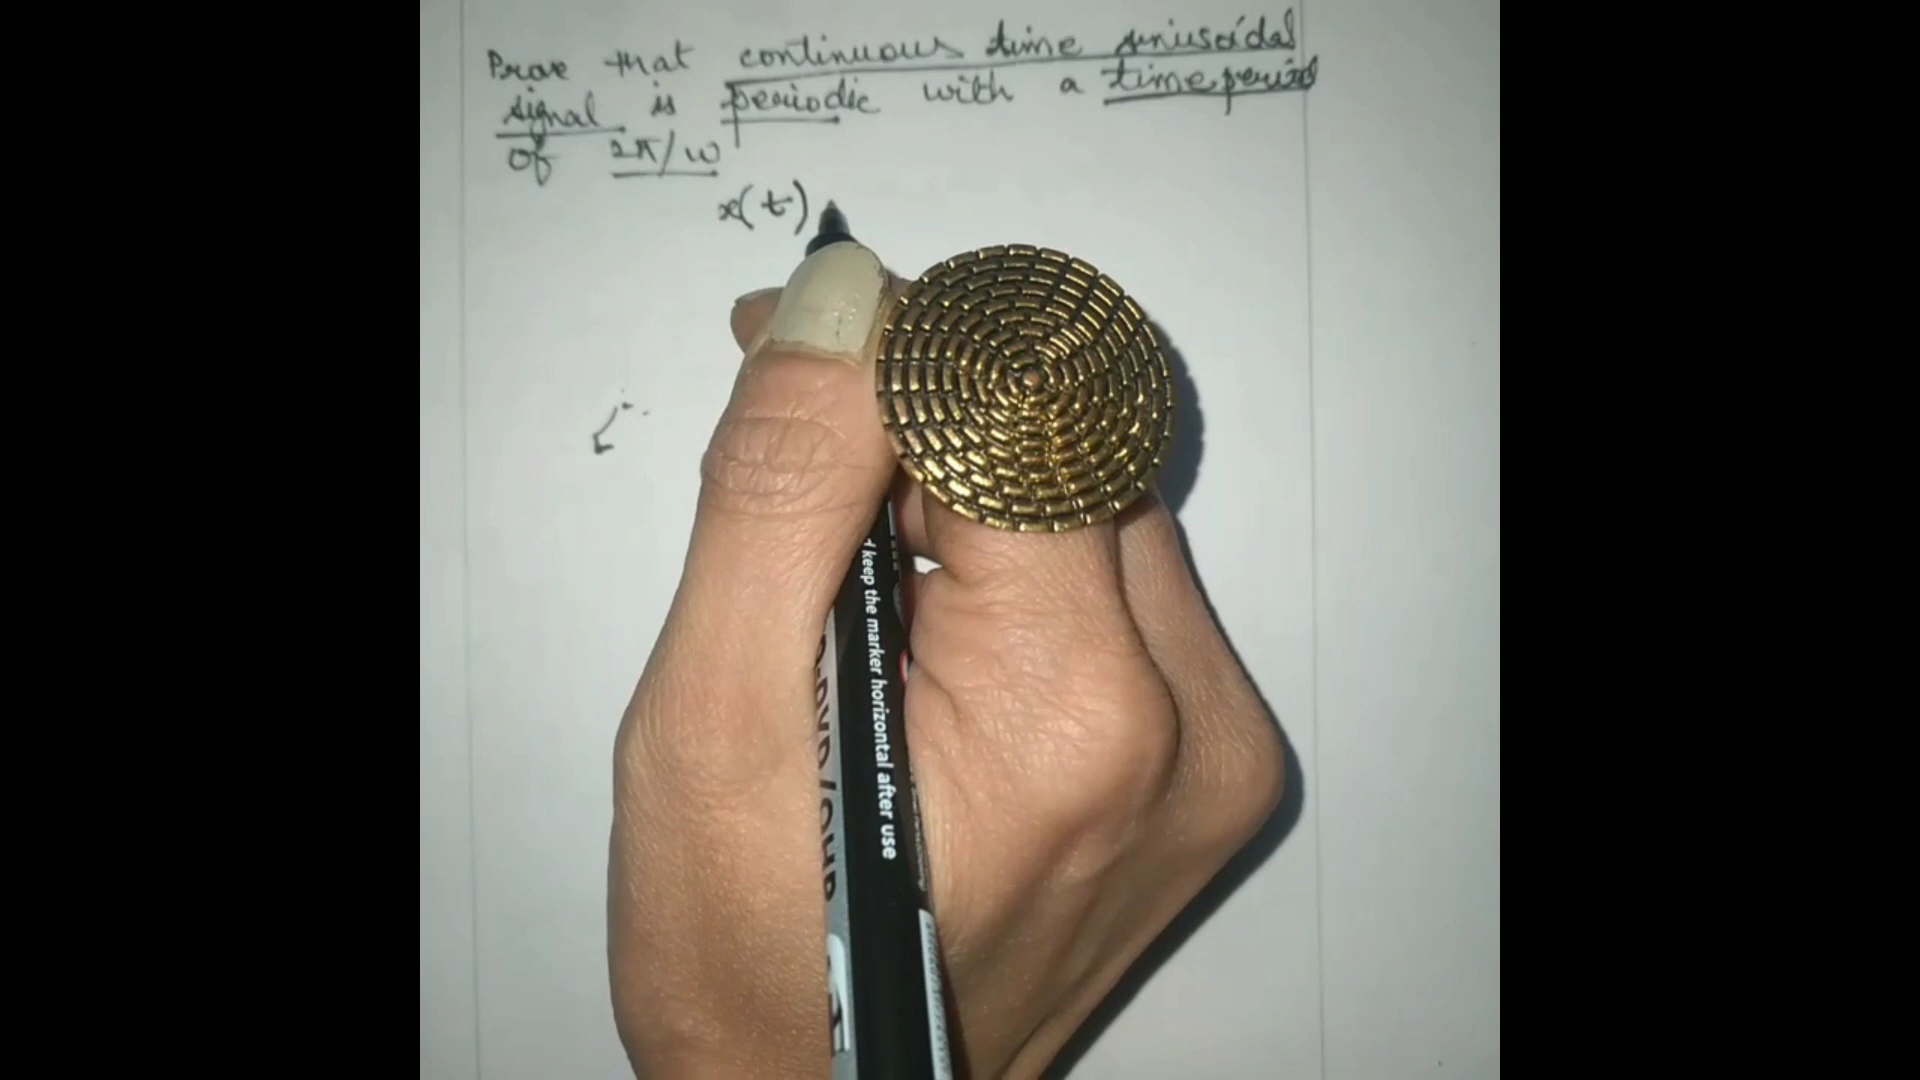 Prove that continuous time sinusoidal
signal is periodic with a time period
of 2π/ω
x(t)
d keep the marker horizontal after use